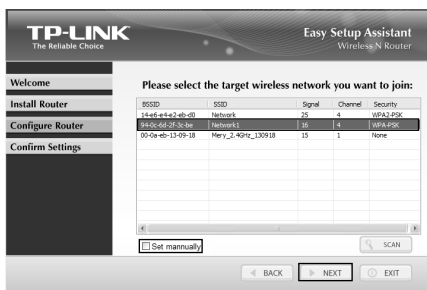 TP-LINK
The Reliable Choice
Easy Setup Assistant
Wireless N Router
Welcome
Install Router
Configure Router
Confirm Settings
Please select the target wireless network you want to join:
BSSID SSID Signal Channel Security
14-e6-e4-e2-eb-d0 Network 25 4 WPA2-PSK
94-0c-6d-2f-3c-be Network1 16 4 WPA-PSK
00-0a-eb-13-09-18 Mery_2.4GHz_130918 15 1 None
Set mannually
SCAN
BACK NEXT EXIT